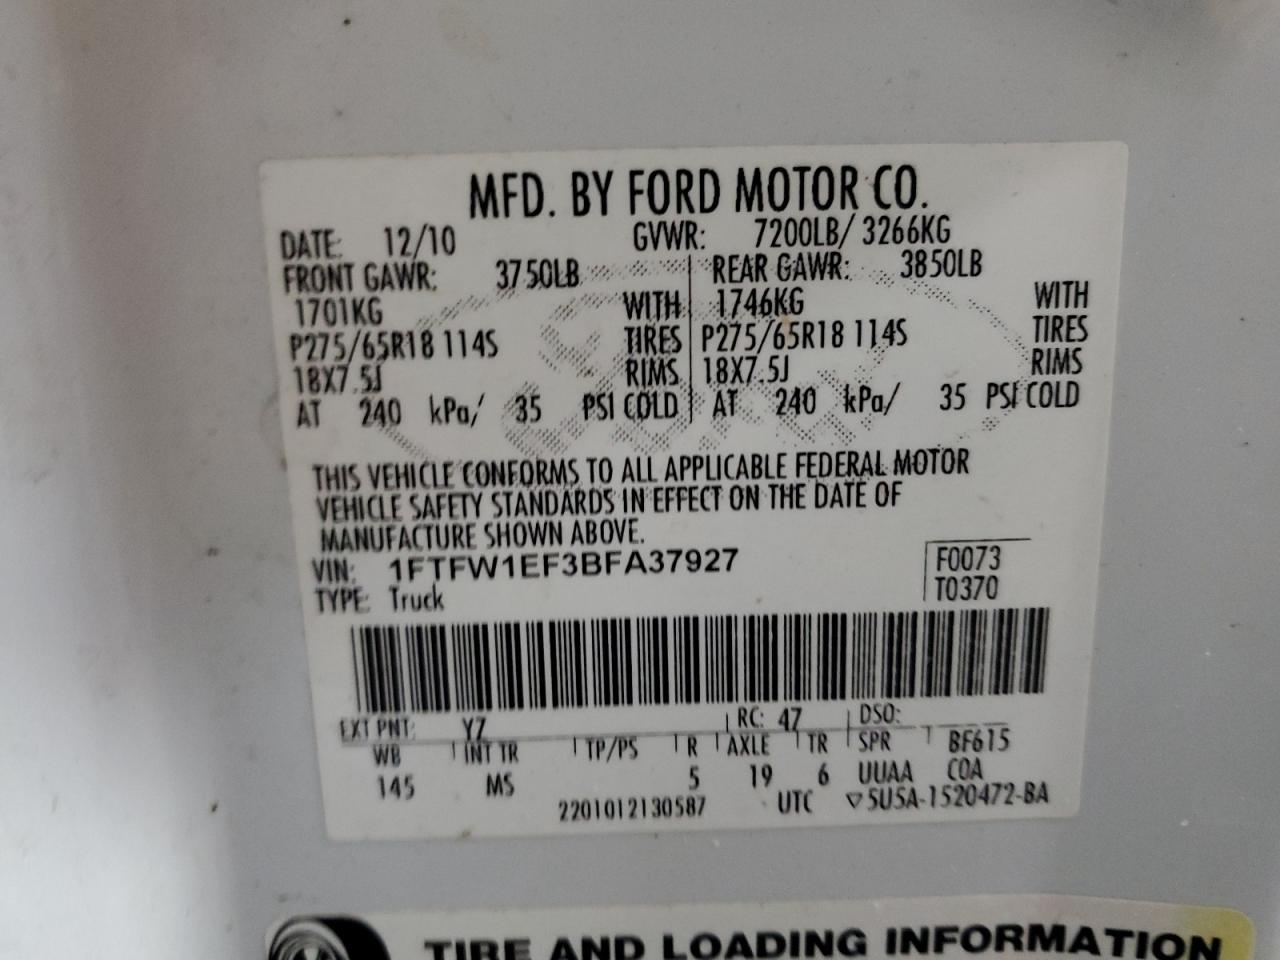 MFD. BY FORD MOTOR CO.
DATE: 12/10 GVWR: 7200LB/ 3266KG
FRONT GAWR: 3750LB REAR GAWR: 3850LB
1701KG WITH 1746KG WITH
P275/65R18 114S TIRES P275/65R18 114S TIRES
18X7.5J RIMS 18X7.5J RIMS
AT 240 kPa/ 35 PSI COLD AT 240 kPa/ 35 PSI COLD
THIS VEHICLE CONFORMS TO ALL APPLICABLE FEDERAL MOTOR
VEHICLE SAFETY STANDARDS IN EFFECT ON THE DATE OF
MANUFACTURE SHOWN ABOVE.
VIN: 1FTFW1EF3BFA37927 F0073
TYPE: Truck T0370
EXT PNT: YZ RC: 47 DSO:
WB INT TR TP/PS R AXLE TR SPR BF615
145 MS 5 19 6 UUAA COA
2201012130587 UTC ▽5U5A-1520472-BA
TIRE AND LOADING INFORMATION